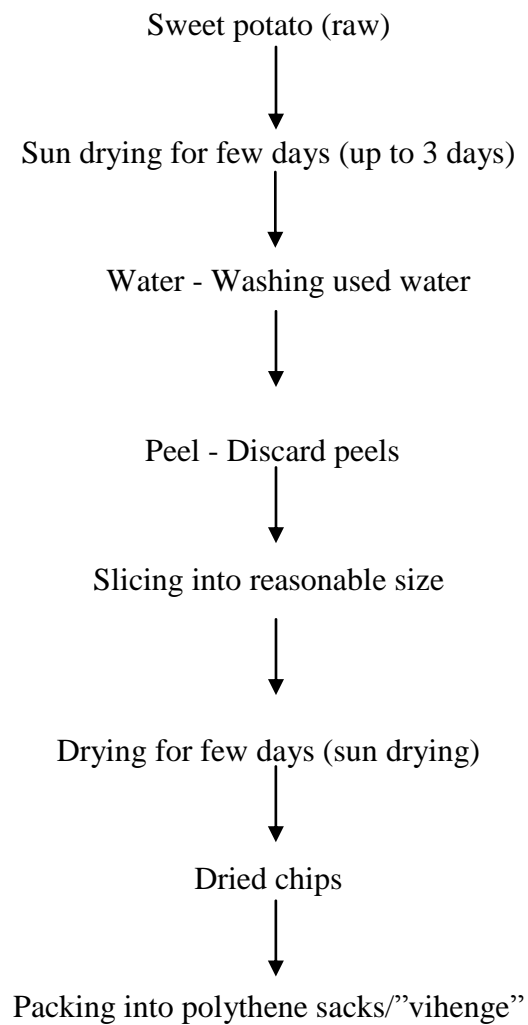 Sweet potato (raw)
Sun drying for few days (up to 3 days)
Water - Washing used water
Peel - Discard peels
Slicing into reasonable size
Drying for few days (sun drying)
Dried chips
Packing into polythene sacks/”vihenge”